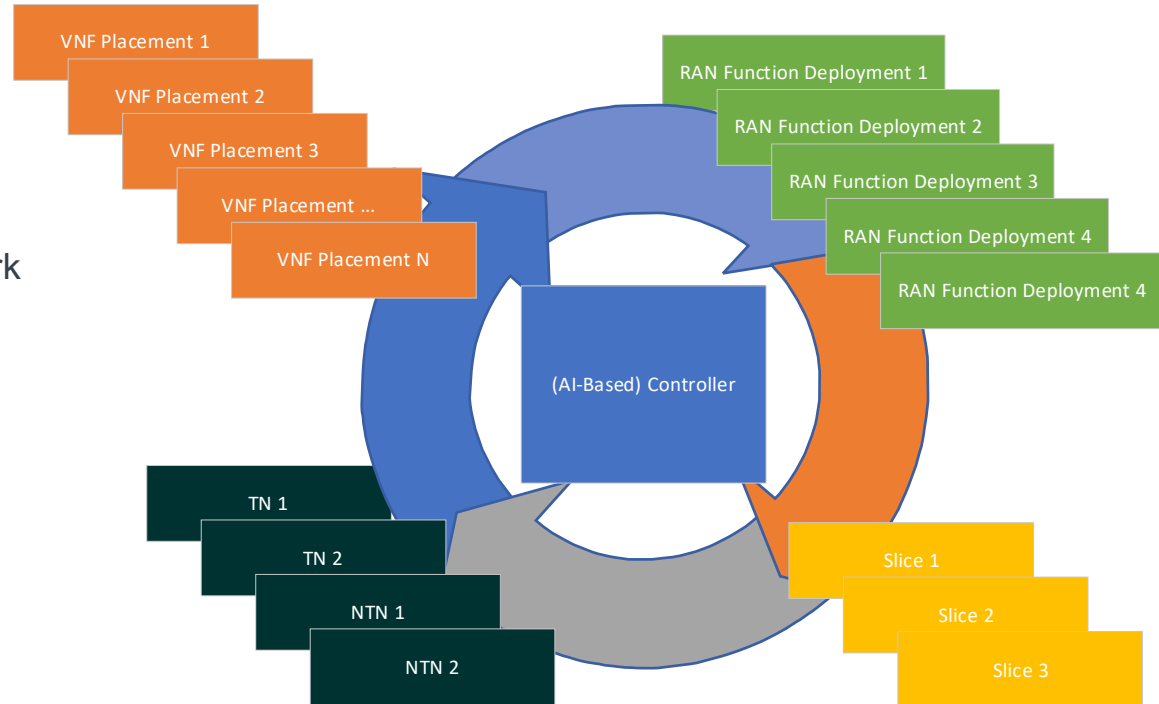 VNF Placement 1
VNF Placement 2
VNF Placement 3
VNF Placement ...
VNF Placement N
RAN Function Deployment 1
RAN Function Deployment 2
RAN Function Deployment 3
RAN Function Deployment 4
RAN Function Deployment 4
rk
(AI-Based) Controller
TN 1
TN 2
NTN 1
NTN 2
Slice 1
Slice 2
Slice 3